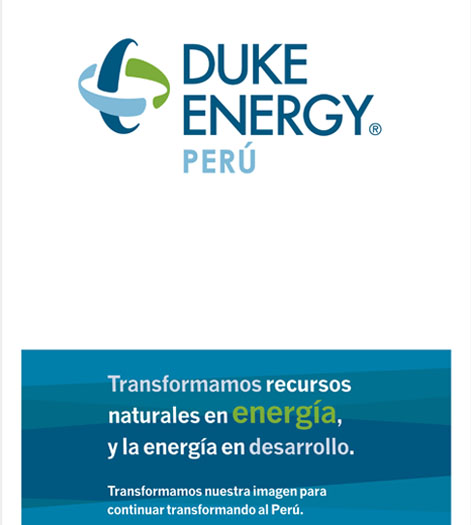 DUKE
ENERGY®
PERÚ
Transformamos recursos
naturales en energía,
y la energía en desarrollo.
Transformamos nuestra imagen para
continuar transformando al Perú.